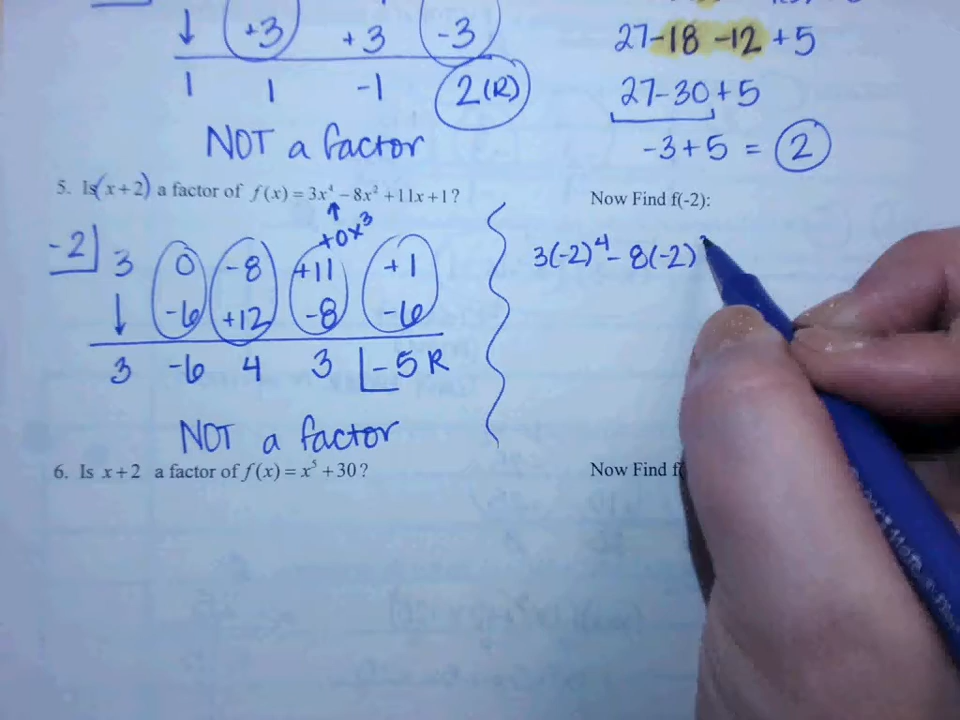 ↓ +3 +3 -3
1 1 -1 2(R)
NOT a factor
27-18 -12 +5
27-30+5
-3+5 = 2
5. Is (x+2) a factor of f(x) = 3x⁴ - 8x² + 11x + 1?
↑
+0x³
-2 3 0 -8 +11 +1
↓ -6 +12 -8 -6
3 -6 4 3 -5 R
NOT a factor
Now Find f(-2):
3(-2)⁴ - 8(-2)
6. Is x+2 a factor of f(x) = x⁵ + 30?
Now Find f(